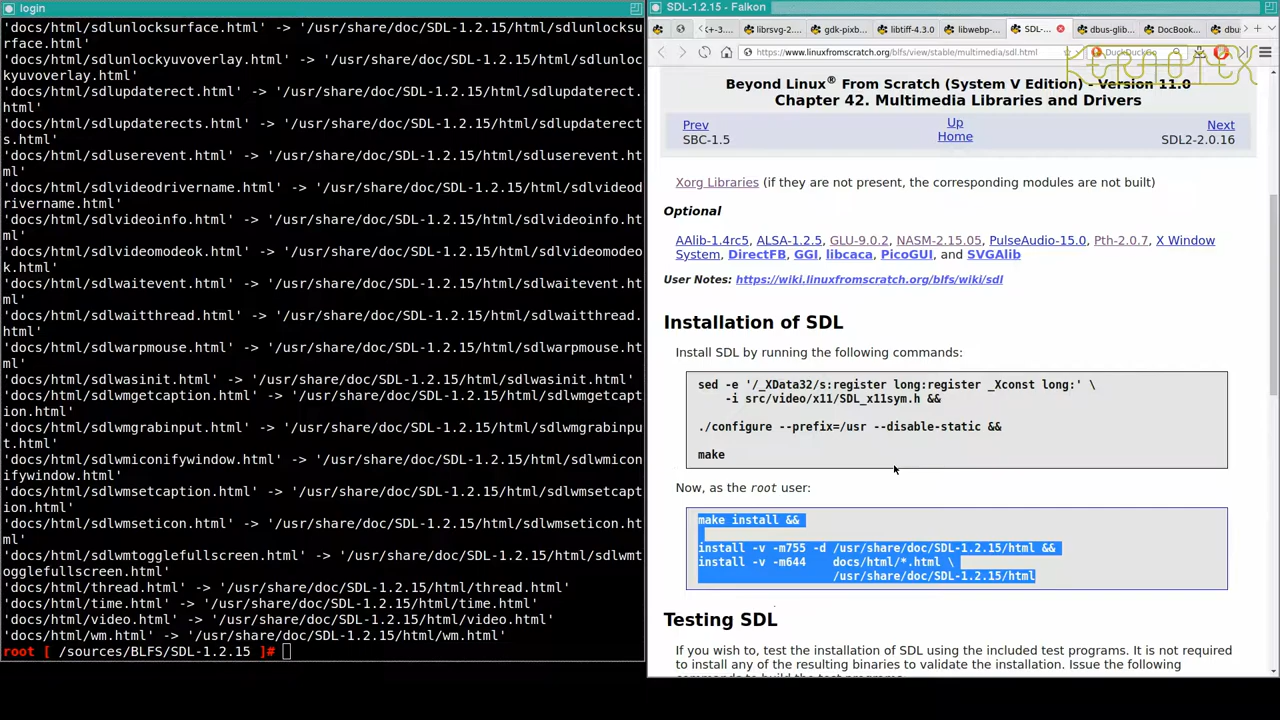 login
'docs/html/sdlunlocksurface.html' -> '/usr/share/doc/SDL-1.2.15/html/sdlunlocksu
rface.html'
'docs/html/sdlunlockyuvoverlay.html' -> '/usr/share/doc/SDL-1.2.15/html/sdlunloc
kyuvoverlay.html'
'docs/html/sdlupdaterect.html' -> '/usr/share/doc/SDL-1.2.15/html/sdlupdaterect.
html'
'docs/html/sdlupdaterects.html' -> '/usr/share/doc/SDL-1.2.15/html/sdlupdaterect
s.html'
'docs/html/sdluserevent.html' -> '/usr/share/doc/SDL-1.2.15/html/sdluserevent.ht
ml'
'docs/html/sdlvideodrivername.html' -> '/usr/share/doc/SDL-1.2.15/html/sdlvideod
rivername.html'
'docs/html/sdlvideoinfo.html' -> '/usr/share/doc/SDL-1.2.15/html/sdlvideoinfo.ht
ml'
'docs/html/sdlvideomodeok.html' -> '/usr/share/doc/SDL-1.2.15/html/sdlvideomodeo
k.html'
'docs/html/sdlwaitevent.html' -> '/usr/share/doc/SDL-1.2.15/html/sdlwaitevent.ht
ml'
'docs/html/sdlwaitthread.html' -> '/usr/share/doc/SDL-1.2.15/html/sdlwaitthread.
html'
'docs/html/sdlwarpmouse.html' -> '/usr/share/doc/SDL-1.2.15/html/sdlwarpmouse.ht
ml'
'docs/html/sdlwasinit.html' -> '/usr/share/doc/SDL-1.2.15/html/sdlwasinit.html'
'docs/html/sdlwmgetcaption.html' -> '/usr/share/doc/SDL-1.2.15/html/sdlwmgetcapt
ion.html'
'docs/html/sdlwmgrabinput.html' -> '/usr/share/doc/SDL-1.2.15/html/sdlwmgrabinpu
t.html'
'docs/html/sdlwmiconifywindow.html' -> '/usr/share/doc/SDL-1.2.15/html/sdlwmicon
ifywindow.html'
'docs/html/sdlwmsetcaption.html' -> '/usr/share/doc/SDL-1.2.15/html/sdlwmsetcapt
ion.html'
'docs/html/sdlwmseticon.html' -> '/usr/share/doc/SDL-1.2.15/html/sdlwmseticon.ht
ml'
'docs/html/sdlwmtogglefullscreen.html' -> '/usr/share/doc/SDL-1.2.15/html/sdlwmt
ogglefullscreen.html'
'docs/html/thread.html' -> '/usr/share/doc/SDL-1.2.15/html/thread.html'
'docs/html/time.html' -> '/usr/share/doc/SDL-1.2.15/html/time.html'
'docs/html/video.html' -> '/usr/share/doc/SDL-1.2.15/html/video.html'
'docs/html/wm.html' -> '/usr/share/doc/SDL-1.2.15/html/wm.html'
root [ /sources/BLFS/SDL-1.2.15 ]#
SDL-1.2.15 - Falkon
librsvg-2.... gdk-pixb... libtiff-4.3.0 libwebp-... SDL-... dbus-glib... DocBook...
https://www.linuxfromscratch.org/blfs/view/stable/multimedia/sdl.html DuckDuckGo
KERNOTEX
Beyond Linux® From Scratch (System V Edition) - Version 11.0
Chapter 42. Multimedia Libraries and Drivers
Prev Up Next
SBC-1.5 Home SDL2-2.0.16
Xorg Libraries (if they are not present, the corresponding modules are not built)
Optional
AAlib-1.4rc5, ALSA-1.2.5, GLU-9.0.2, NASM-2.15.05, PulseAudio-15.0, Pth-2.0.7, X Window
System, DirectFB, GGI, libcaca, PicoGUI, and SVGAlib
User Notes: https://wiki.linuxfromscratch.org/blfs/wiki/sdl
Installation of SDL
Install SDL by running the following commands:
sed -e '/_XData32/s:register long:register _Xconst long:' \
-i src/video/x11/SDL_x11sym.h &&
./configure --prefix=/usr --disable-static &&
make
Now, as the root user:
make install &&
install -v -m755 -d /usr/share/doc/SDL-1.2.15/html &&
install -v -m644 docs/html/*.html \
/usr/share/doc/SDL-1.2.15/html
Testing SDL
If you wish to, test the installation of SDL using the included test programs. It is not required
to install any of the resulting binaries to validate the installation. Issue the following